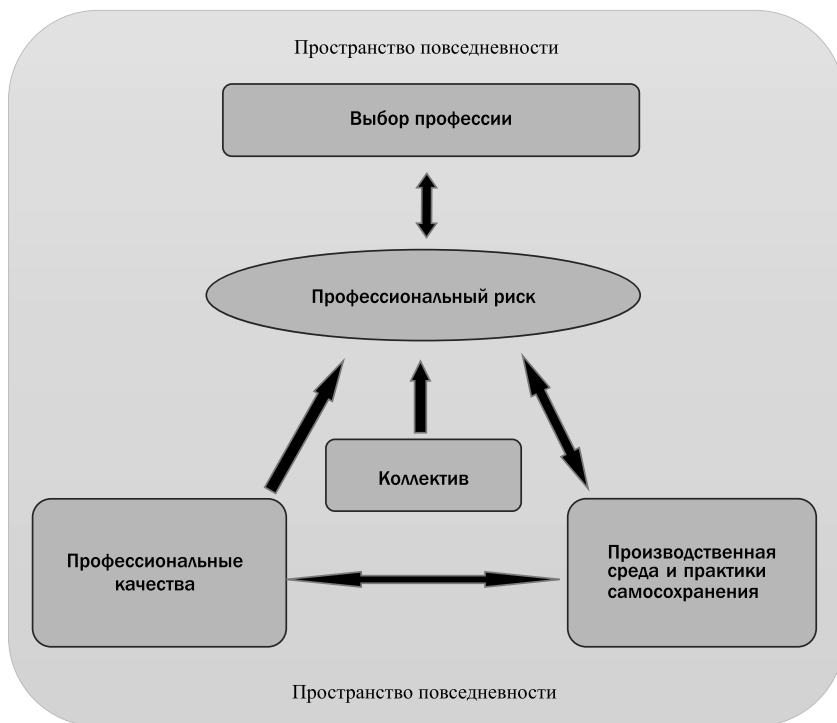 Пространство повседневности
Выбор профессии
Профессиональный риск
Коллектив
Профессиональные
качества
Производственная
среда и практики
самосохранения
Пространство повседневности